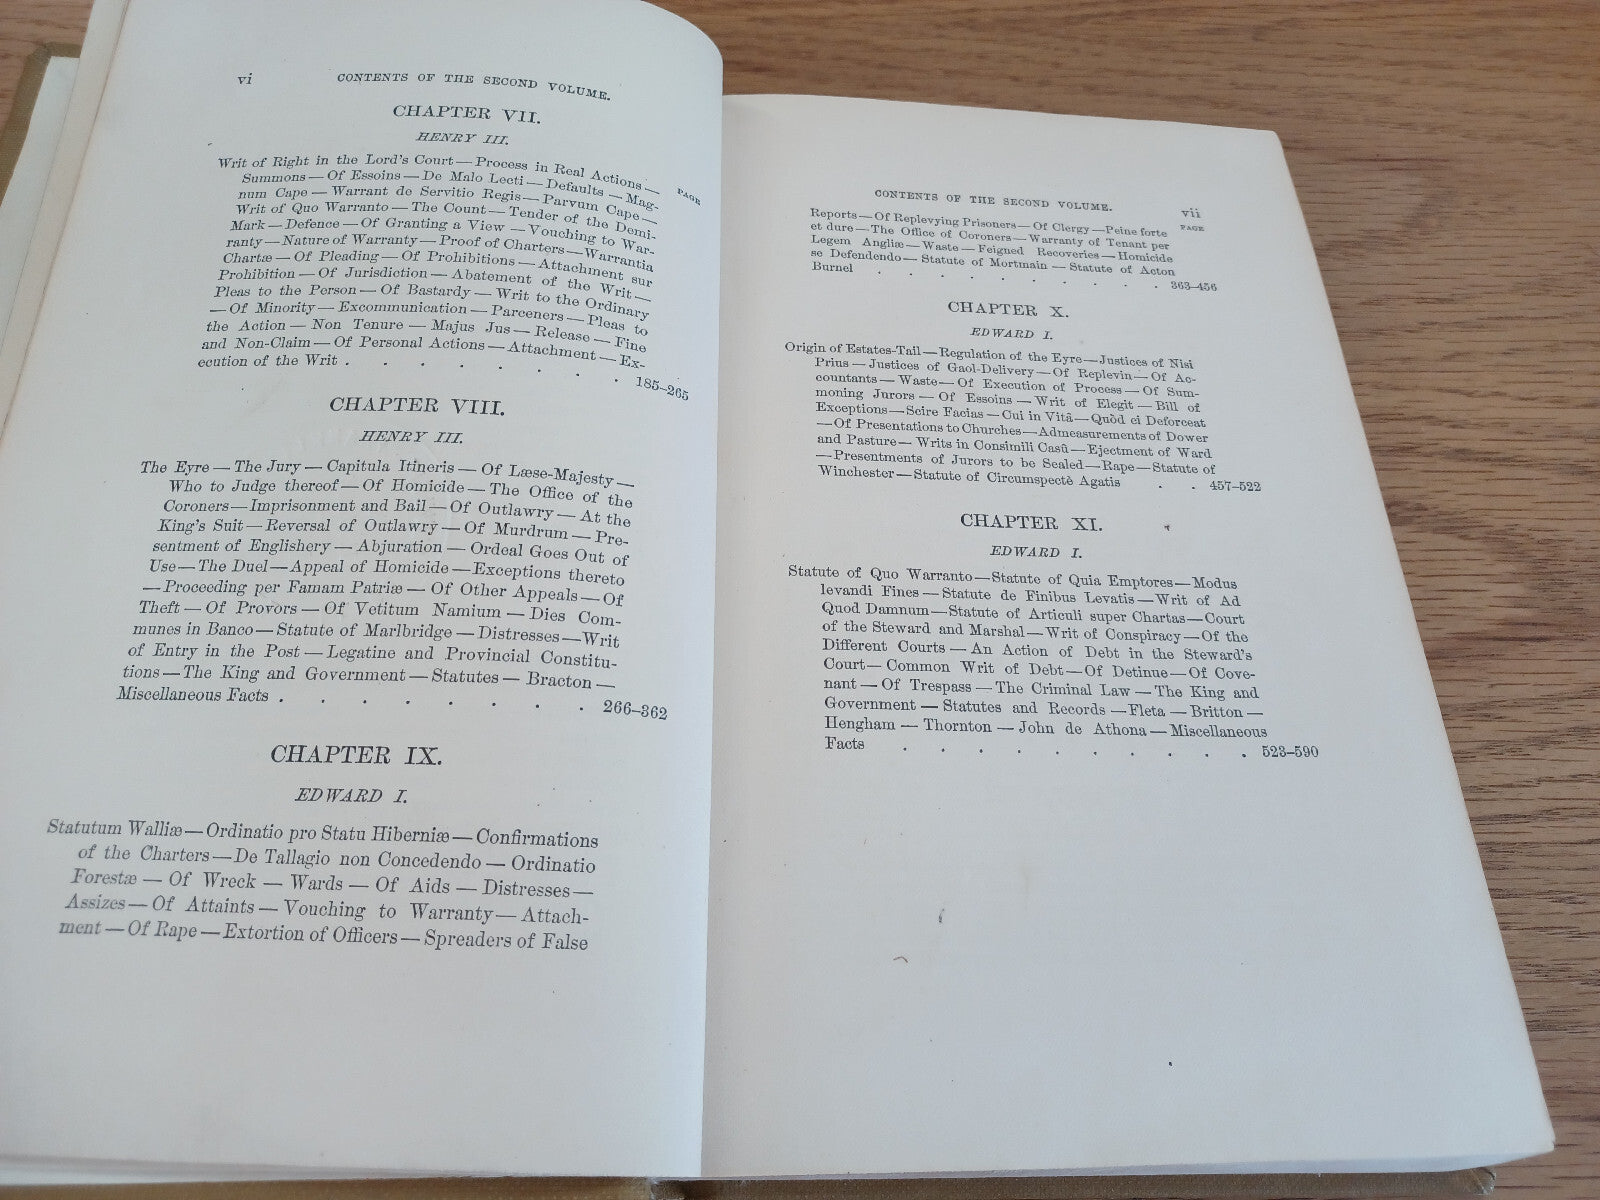 vi CONTENTS OF THE SECOND VOLUME.
CHAPTER VII.
HENRY III.
PAGE
Writ of Right in the Lord's Court—Process in Real Actions—
Summons—Of Essoins—De Malo Lecti—Defaults—Mag-
num Cape—Warrant de Servitio Regis—Parvum Cape—
Writ of Quo Warranto—The Count—Tender of the Demi-
Mark—Defence—Of Granting a View—Vouching to War-
ranty—Nature of Warranty—Proof of Charters—Warrantia
Chartæ—Of Pleading—Of Prohibitions—Attachment sur
Prohibition—Of Jurisdiction—Abatement of the Writ—
Pleas to the Person—Of Bastardy—Writ to the Ordinary
—Of Minority—Excommunication—Parceners—Pleas to
the Action—Non Tenure—Majus Jus—Release—Fine
and Non-Claim—Of Personal Actions—Attachment—Ex-
ecution of the Writ . . . . . . . . 185–265
CHAPTER VIII.
HENRY III.
The Eyre—The Jury—Capitula Itineris—Of Læse-Majesty—
Who to Judge thereof—Of Homicide—The Office of the
Coroners—Imprisonment and Bail—Of Outlawry—At the
King's Suit—Reversal of Outlawry—Of Murdrum—Pre-
sentment of Englishery—Abjuration—Ordeal Goes Out of
Use—The Duel—Appeal of Homicide—Exceptions thereto
—Proceeding per Famam Patriæ—Of Other Appeals—Of
Theft—Of Provors—Of Vetitum Namium—Dies Com-
munes in Banco—Statute of Marlbridge—Distresses—Writ
of Entry in the Post—Legatine and Provincial Constitu-
tions—The King and Government—Statutes—Bracton—
Miscellaneous Facts . . . . . . . . 266–362
CHAPTER IX.
EDWARD I.
Statutum Walliæ—Ordinatio pro Statu Hiberniæ—Confirmations
of the Charters—De Tallagio non Concedendo—Ordinatio
Forestæ—Of Wreck—Wards—Of Aids—Distresses—
Assizes—Of Attaints—Vouching to Warranty—Attach-
ment—Of Rape—Extortion of Officers—Spreaders of False
CONTENTS OF THE SECOND VOLUME. vii
PAGE
Reports—Of Replevying Prisoners—Of Clergy—Peine forte
et dure—The Office of Coroners—Warranty of Tenant per
Legem Angliæ—Waste—Feigned Recoveries—Homicide
se Defendendo—Statute of Mortmain—Statute of Acton
Burnel . . . . . . . . . 363–456
CHAPTER X.
EDWARD I.
Origin of Estates-Tail—Regulation of the Eyre—Justices of Nisi
Prius—Justices of Gaol-Delivery—Of Replevin—Of Ac-
countants—Waste—Of Execution of Process—Of Sum-
moning Jurors—Of Essoins—Writ of Elegit—Bill of
Exceptions—Scire Facias—Cui in Vitâ—Quòd ei Deforceat
—Of Presentations to Churches—Admeasurements of Dower
and Pasture—Writs in Consimili Casû—Ejectment of Ward
—Presentments of Jurors to be Sealed—Rape—Statute of
Winchester—Statute of Circumspectè Agatis . . 457–522
CHAPTER XI.
EDWARD I.
Statute of Quo Warranto—Statute of Quia Emptores—Modus
levandi Fines—Statute de Finibus Levatis—Writ of Ad
Quod Damnum—Statute of Articuli super Chartas—Court
of the Steward and Marshal—Writ of Conspiracy—Of the
Different Courts—An Action of Debt in the Steward's
Court—Common Writ of Debt—Of Detinue—Of Cove-
nant—Of Trespass—The Criminal Law—The King and
Government—Statutes and Records—Fleta—Britton—
Hengham—Thornton—John de Athona—Miscellaneous
Facts . . . . . . . . . . 523–590